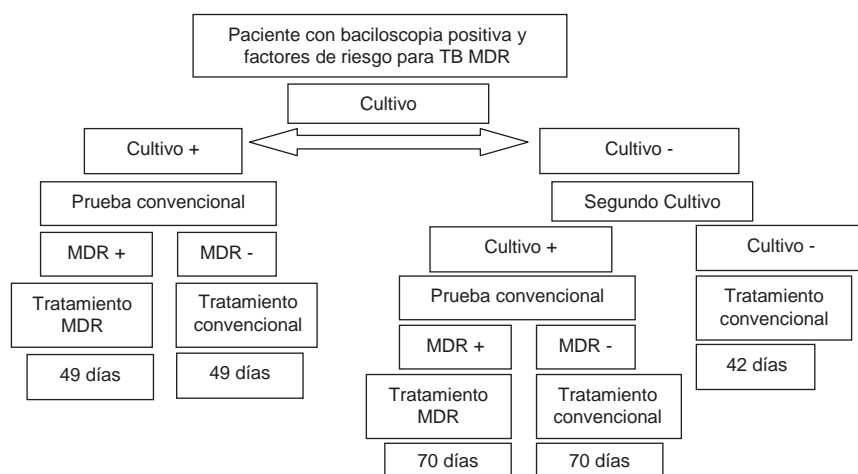 Paciente con baciloscopia positiva y
factores de riesgo para TB MDR
Cultivo
Cultivo +
Cultivo -
Prueba convencional
Segundo Cultivo
MDR +
MDR -
Cultivo +
Cultivo -
Tratamiento
MDR
Tratamiento
convencional
Prueba convencional
Tratamiento
convencional
49 días
49 días
MDR +
MDR -
42 días
Tratamiento
MDR
Tratamiento
convencional
70 días
70 días